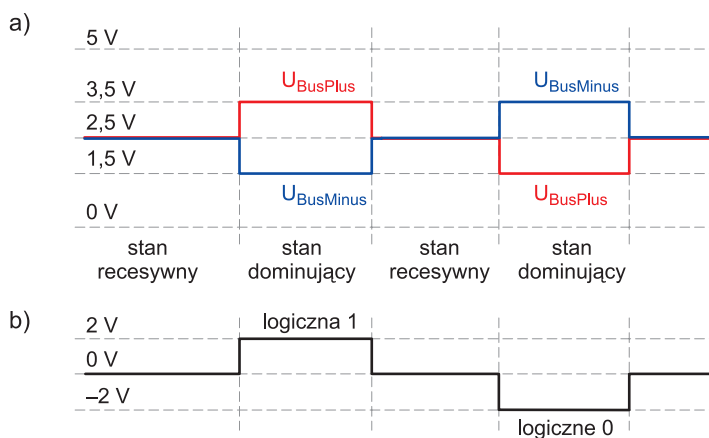 a)
5 V
3,5 V
U_BusPlus
U_BusMinus
2,5 V
1,5 V
U_BusMinus
U_BusPlus
0 V
stan recesywny
stan dominujący
stan recesywny
stan dominujący
b)
2 V
logiczna 1
0 V
–2 V
logiczne 0